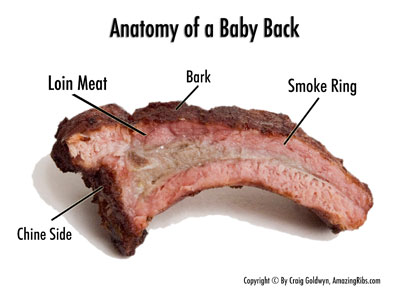 Anatomy of a Baby Back
Bark
Loin Meat
Smoke Ring
Chine Side
Copyright © By Craig Goldwyn, AmazingRibs.com